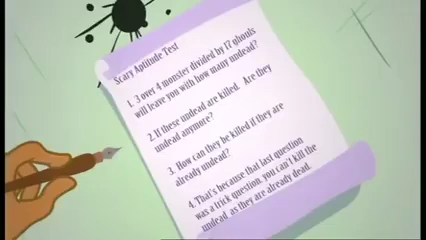 Scary Aptitude Test
1. 3 over 4 monster divided by 17 ghouls
will leave you with how many undead?
2. If these undead are killed. Are they
undead anymore?
3. How can they be killed if they are
already undead?
4. That's because that last question
was a trick question, you can't kill the
undead as they are already dead.